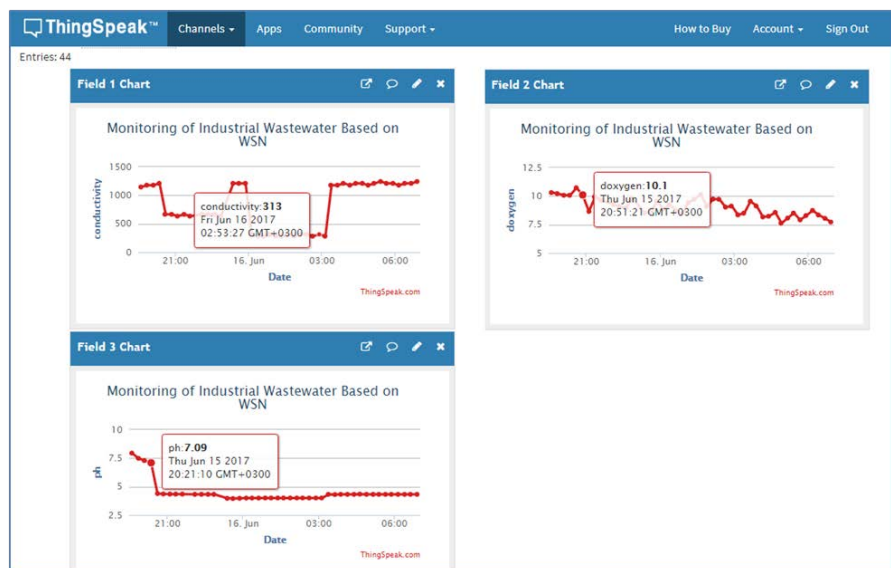 ThingSpeak™ Channels Apps Community Support How to Buy Account Sign Out
Entries: 44
Field 1 Chart
Monitoring of Industrial Wastewater Based on
WSN
1500
1000
500
0
conductivity
conductivity:313
Fri Jun 16 2017
02:53:27 GMT+0300
21:00 16. Jun 03:00 06:00
Date
ThingSpeak.com
Field 2 Chart
Monitoring of Industrial Wastewater Based on
WSN
12.5
10
7.5
5
doxygen
doxygen:10.1
Thu Jun 15 2017
20:51:21 GMT+0300
21:00 16. Jun 03:00 06:00
Date
ThingSpeak.com
Field 3 Chart
Monitoring of Industrial Wastewater Based on
WSN
10
7.5
5
2.5
ph
ph:7.09
Thu Jun 15 2017
20:21:10 GMT+0300
21:00 16. Jun 03:00 06:00
Date
ThingSpeak.com